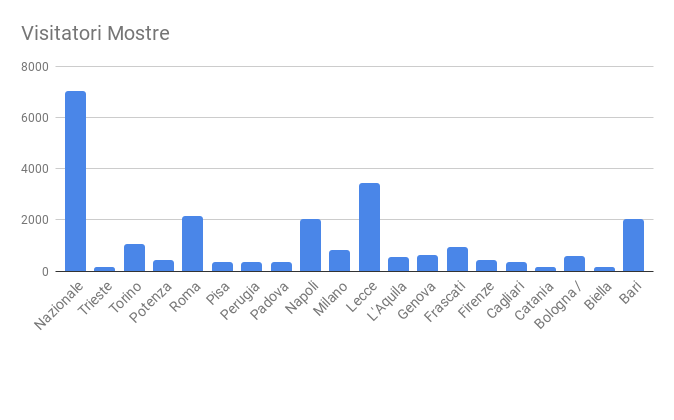 Visitatori Mostre
8000
6000
4000
2000
0
Nazionale
Trieste
Torino
Potenza
Roma
Pisa
Perugia
Padova
Napoli
Milano
Lecce
L'Aquila
Genova
Frascati
Firenze
Cagliari
Catania
Bologna /
Biella
Bari